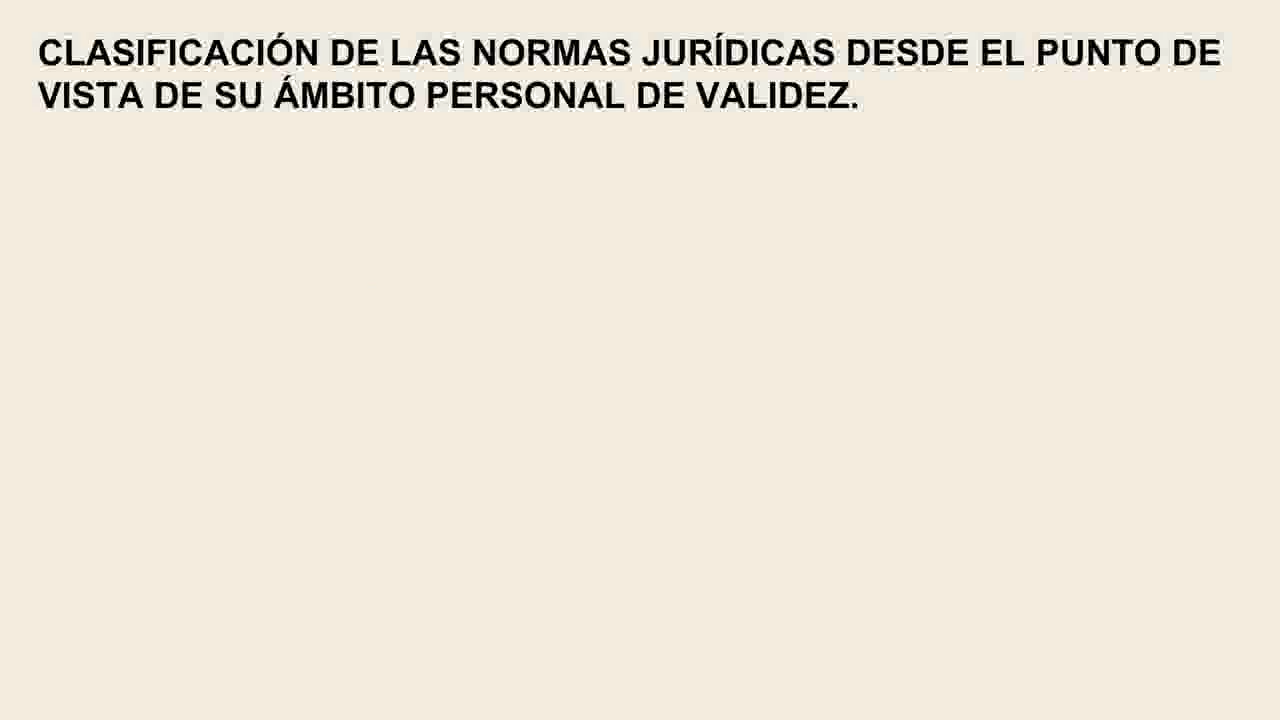 CLASIFICACIÓN DE LAS NORMAS JURÍDICAS DESDE EL PUNTO DE
VISTA DE SU ÁMBITO PERSONAL DE VALIDEZ.